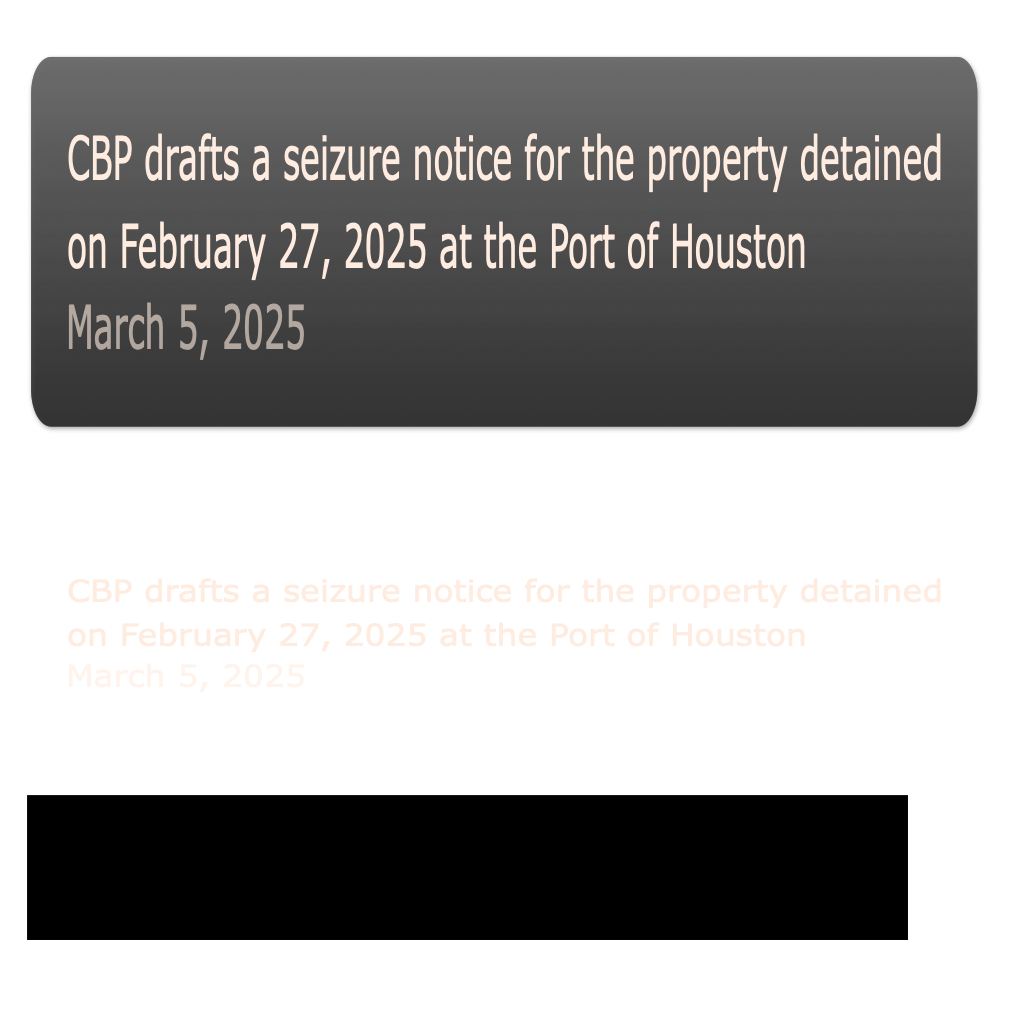 CBP drafts a seizure notice for the property detained
on February 27, 2025 at the Port of Houston
March 5, 2025
CBP drafts a seizure notice for the property detained
on February 27, 2025 at the Port of Houston
March 5, 2025